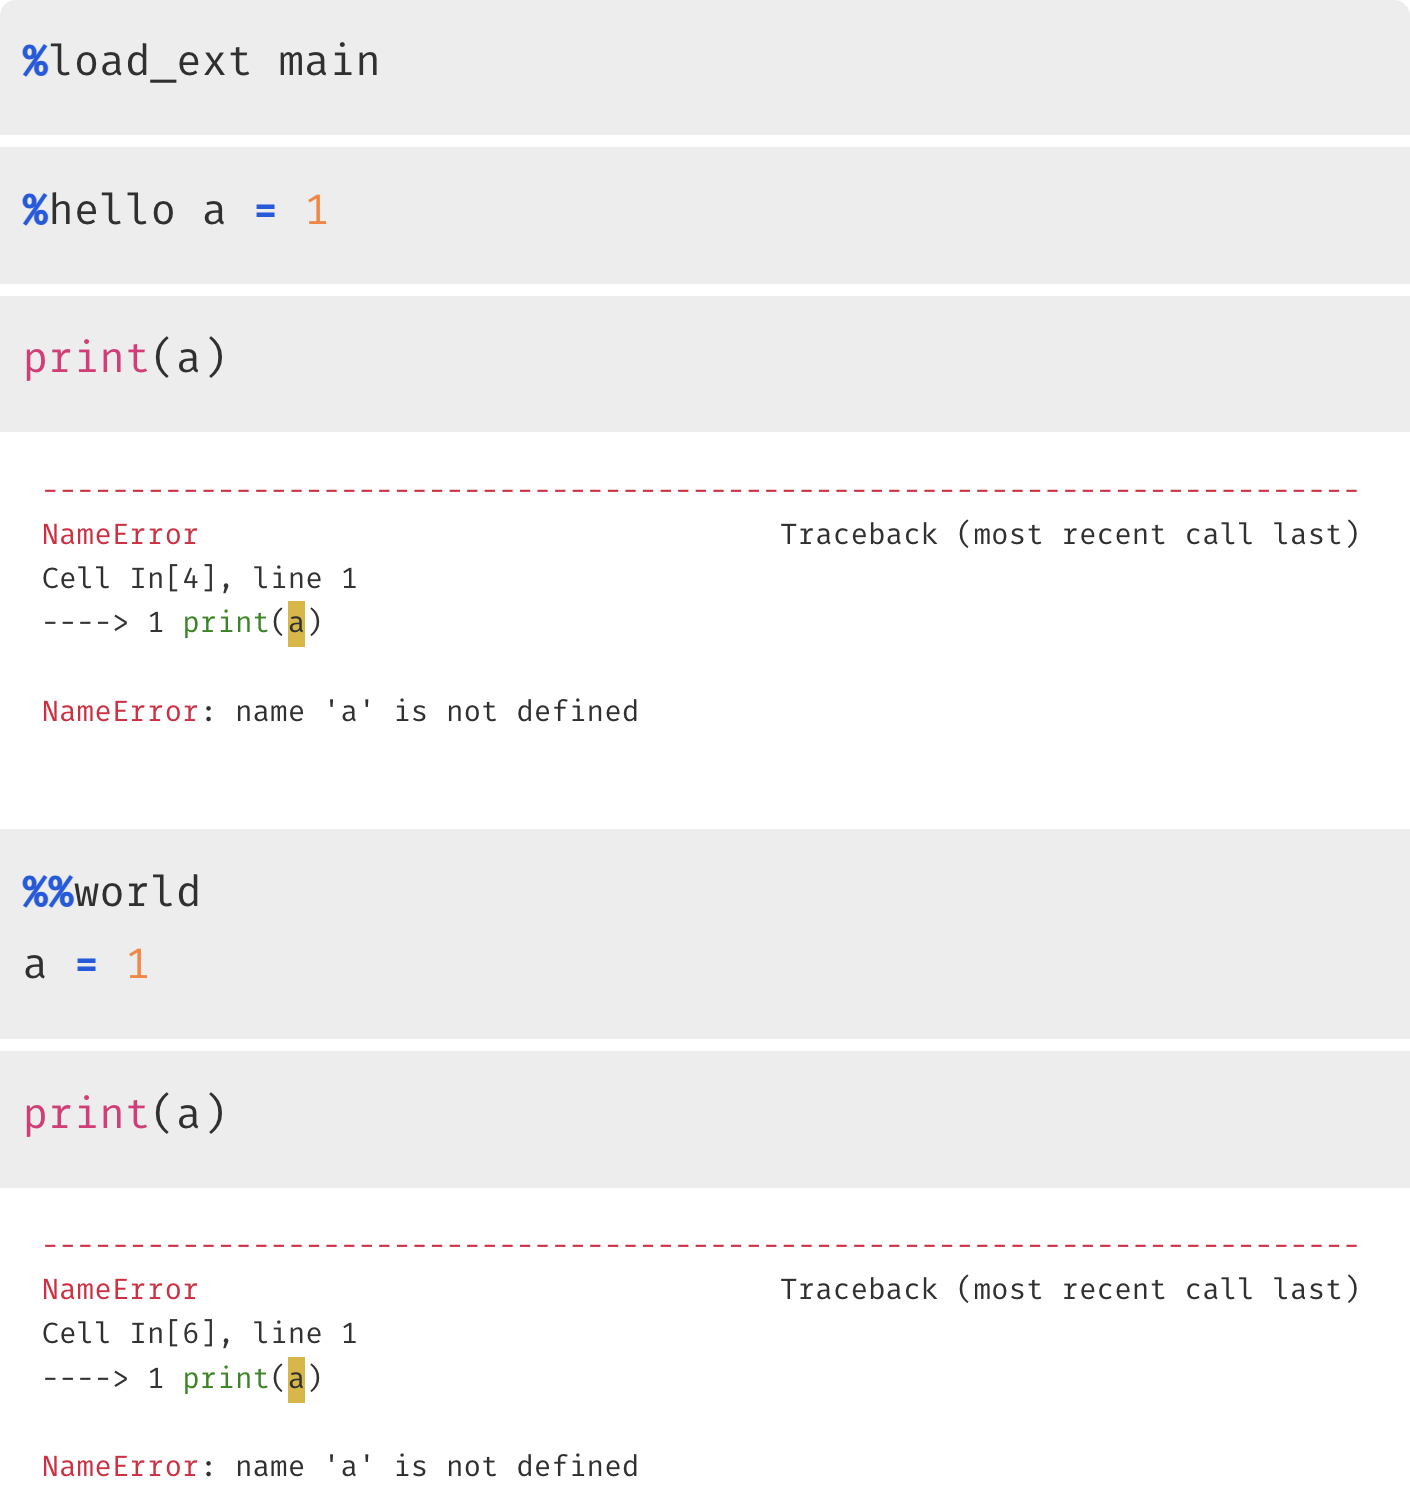 %load_ext main
%hello a = 1
print(a)
---------------------------------------------------------------------------
NameError                                 Traceback (most recent call last)
Cell In[4], line 1
----> 1 print(a)
NameError: name 'a' is not defined
%%world
a = 1
print(a)
---------------------------------------------------------------------------
NameError                                 Traceback (most recent call last)
Cell In[6], line 1
----> 1 print(a)
NameError: name 'a' is not defined